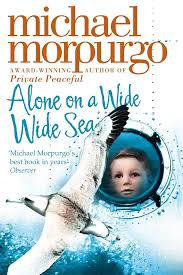 michael
morpurgo
AWARD-WINNING AUTHOR OF
Private Peaceful
Alone on a Wide
Wide Sea
'Michael Morpurgo's
best book in years'
Observer